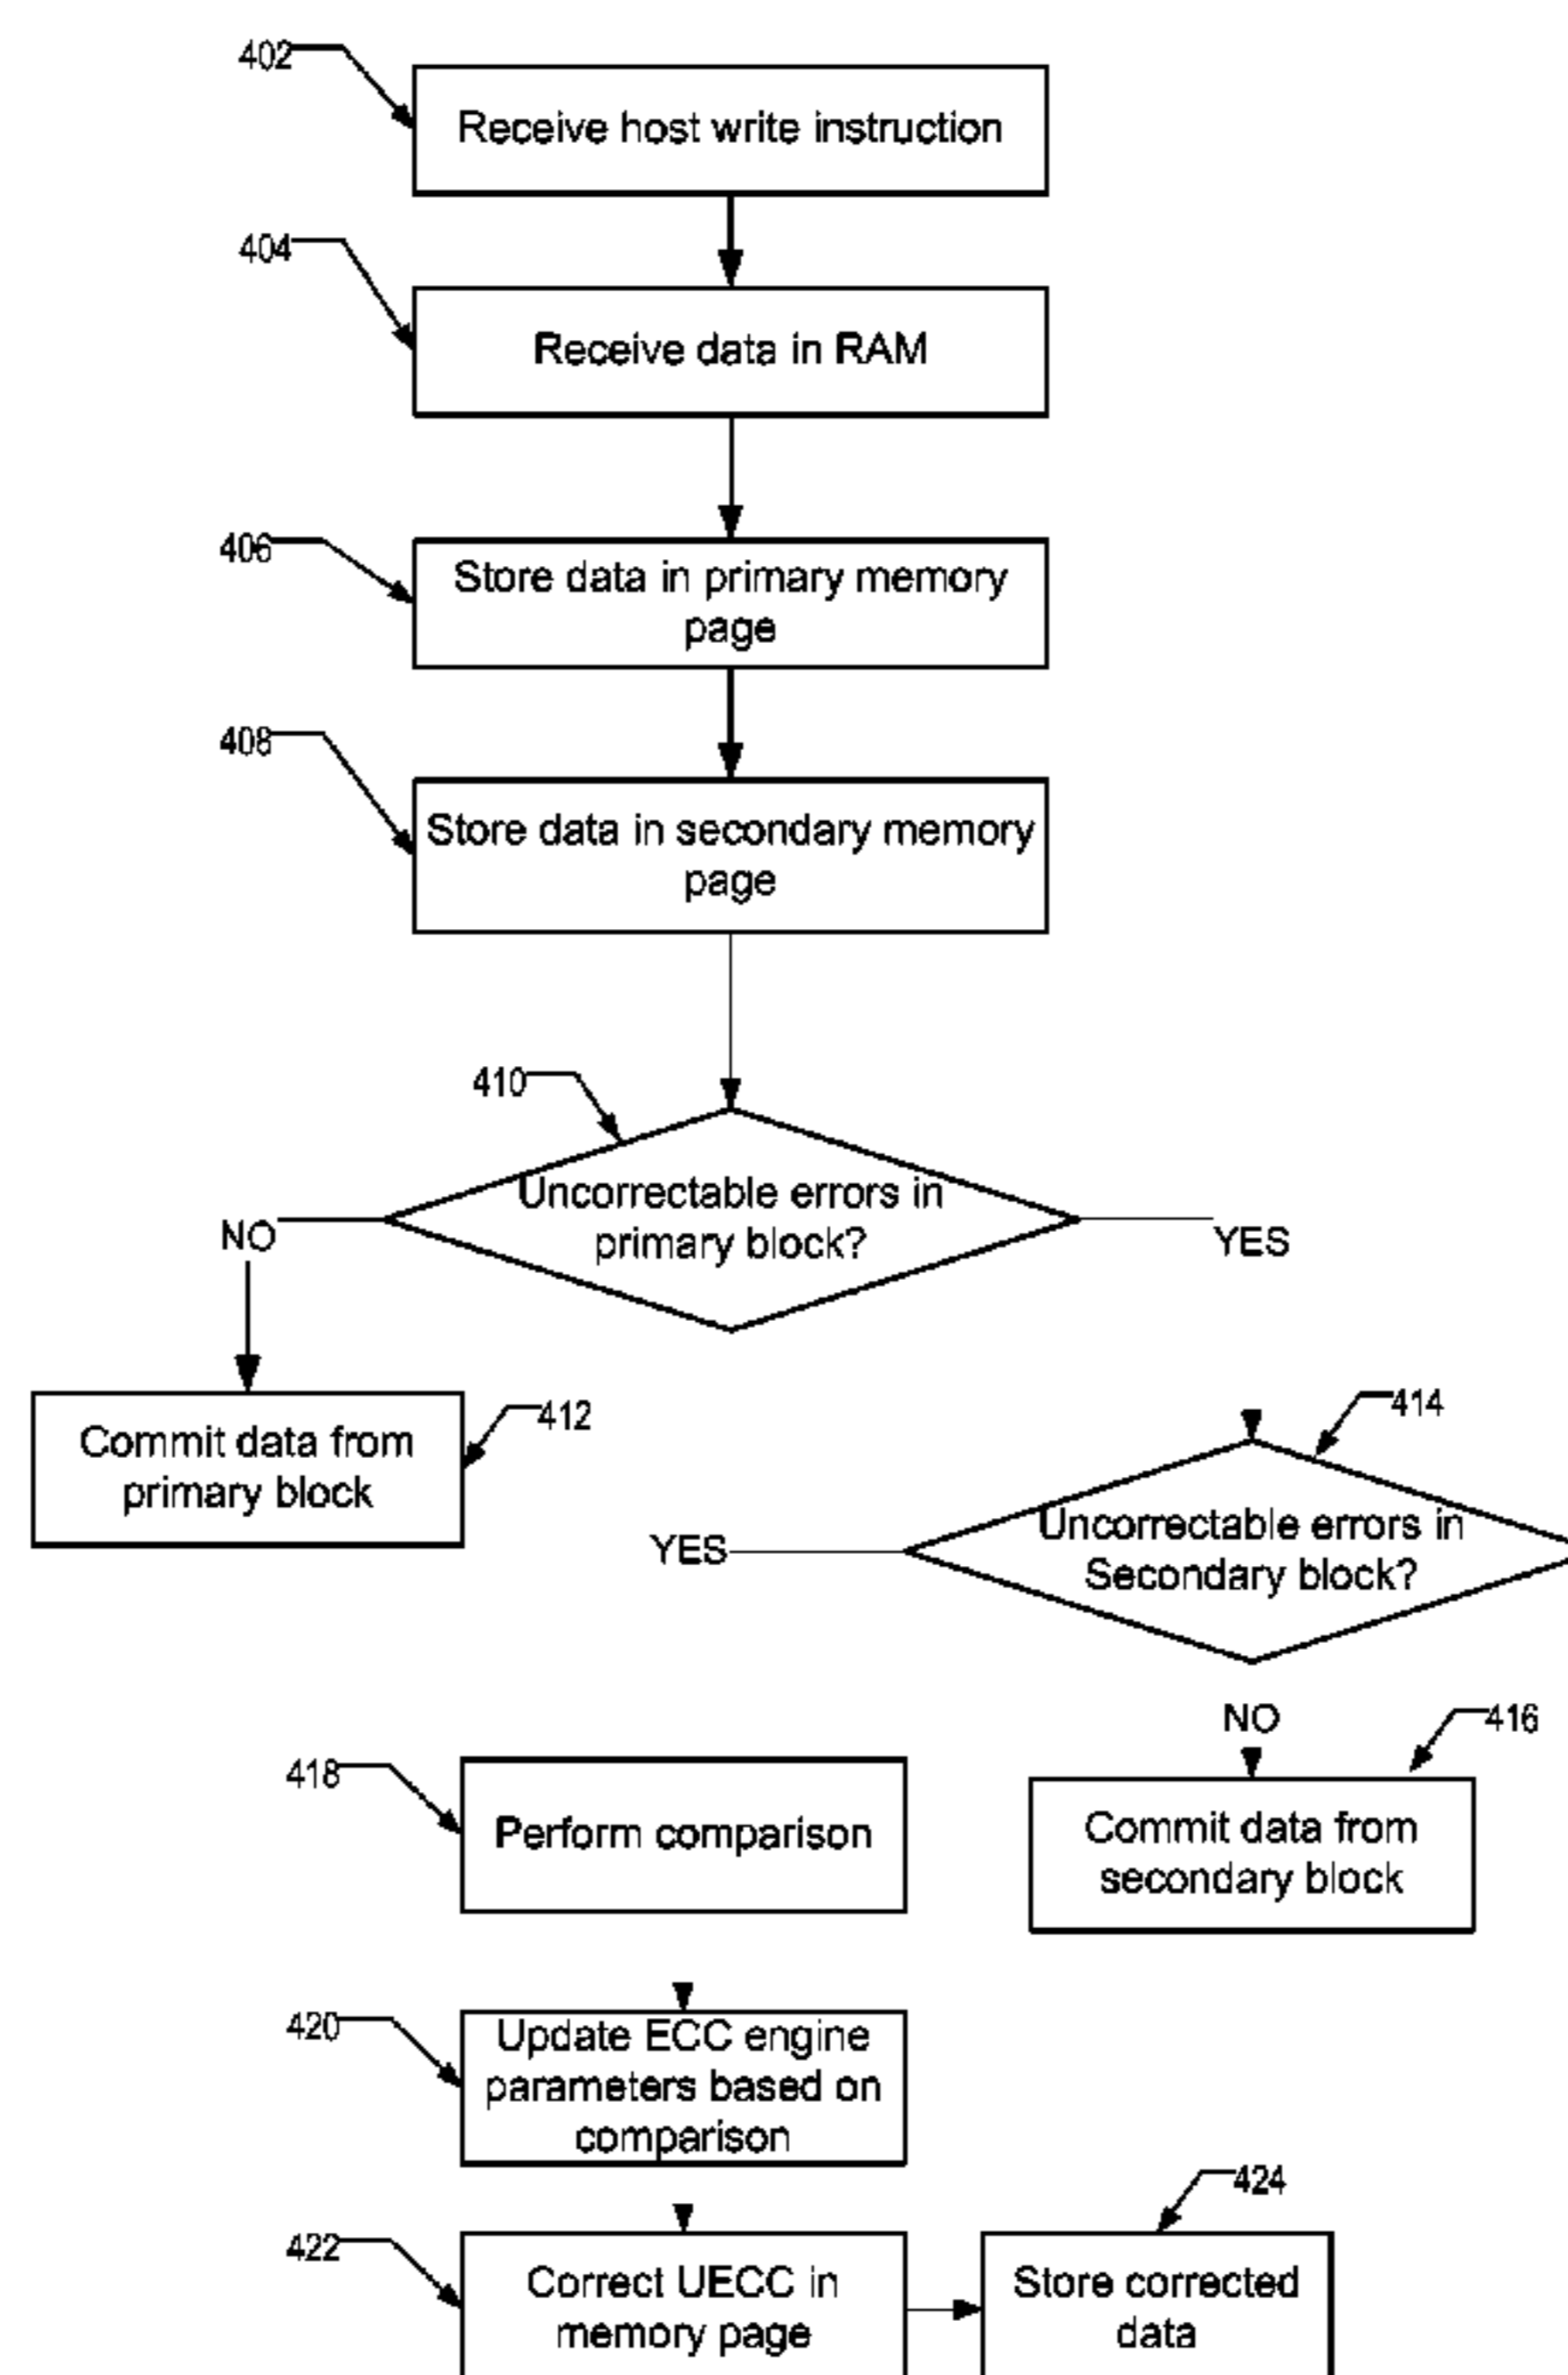 402
Receive host write instruction
404
Receive data in RAM
406
Store data in primary memory
page
408
Store data in secondary memory
page
410
Uncorrectable errors in
primary block?
NO
YES
Commit data from
primary block
412
414
Uncorrectable errors in
Secondary block?
YES
NO
416
418
Perform comparison
Commit data from
secondary block
420
Update ECC engine
parameters based on
comparison
424
422
Correct UECC in
memory page
Store corrected
data